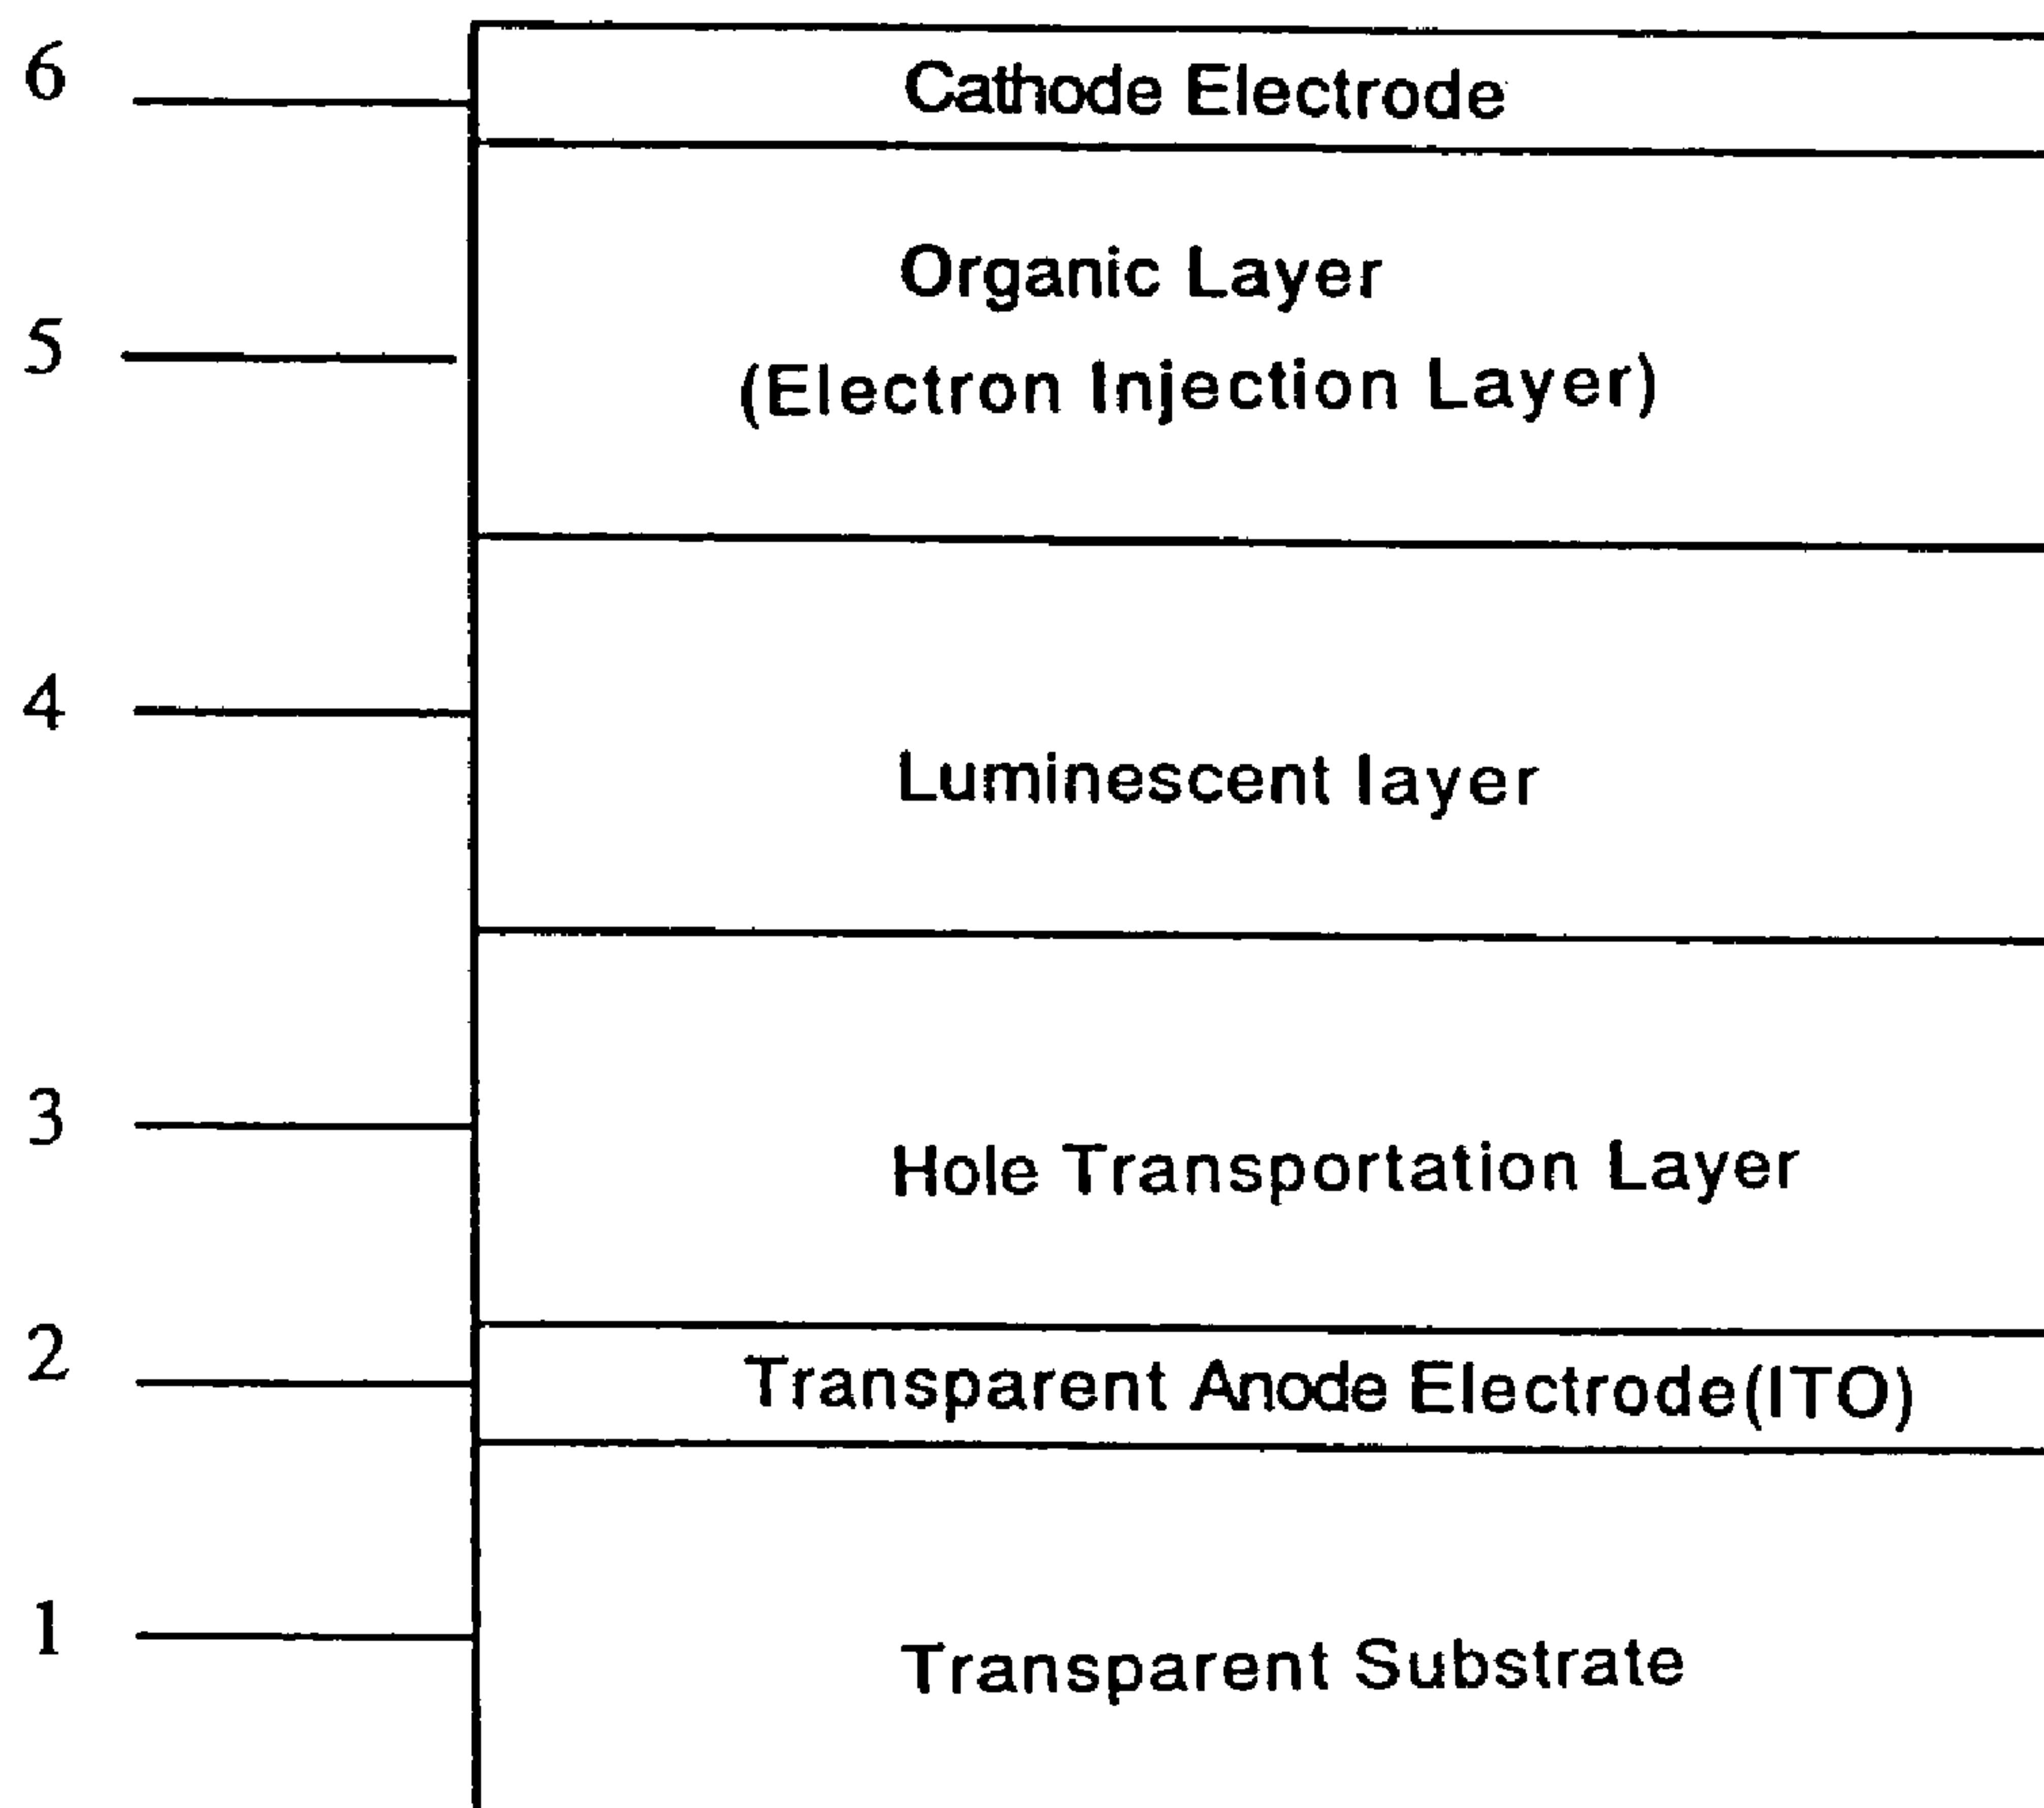 6
Cathode Electrode
Organic Layer
5
(Electron Injection Layer)
4
Luminescent layer
3
Hole Transportation Layer
2
Transparent Anode Electrode(ITO)
1
Transparent Substrate